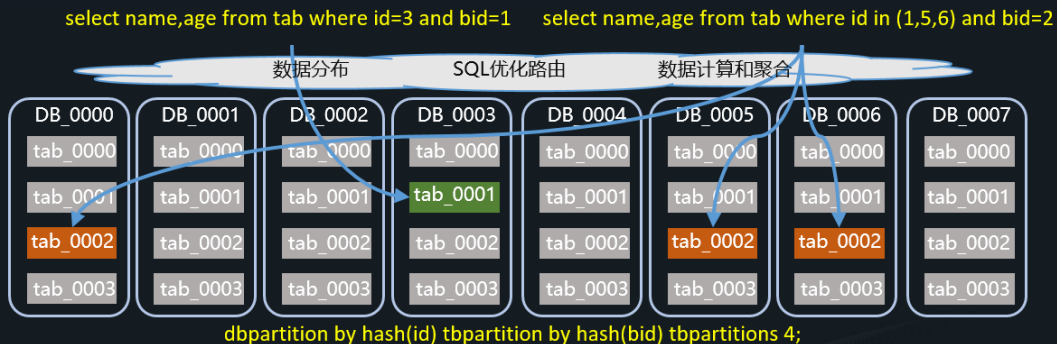 select name,age from tab where id=3 and bid=1 select name,age from tab where id in (1,5,6) and bid=2
数据分布 SQL优化路由 数据计算和聚合
DB_0000 DB_0001 DB_0002 DB_0003 DB_0004 DB_0005 DB_0006 DB_0007
tab_0000 tab_0000 tab_0000 tab_0000 tab_0000 tab_0000 tab_0000 tab_0000
tab_0001 tab_0001 tab_0001 tab_0001 tab_0001 tab_0001 tab_0001 tab_0001
tab_0002 tab_0002 tab_0002 tab_0002 tab_0002 tab_0002 tab_0002 tab_0002
tab_0003 tab_0003 tab_0003 tab_0003 tab_0003 tab_0003 tab_0003 tab_0003
dbpartition by hash(id) tbpartition by hash(bid) tbpartitions 4;